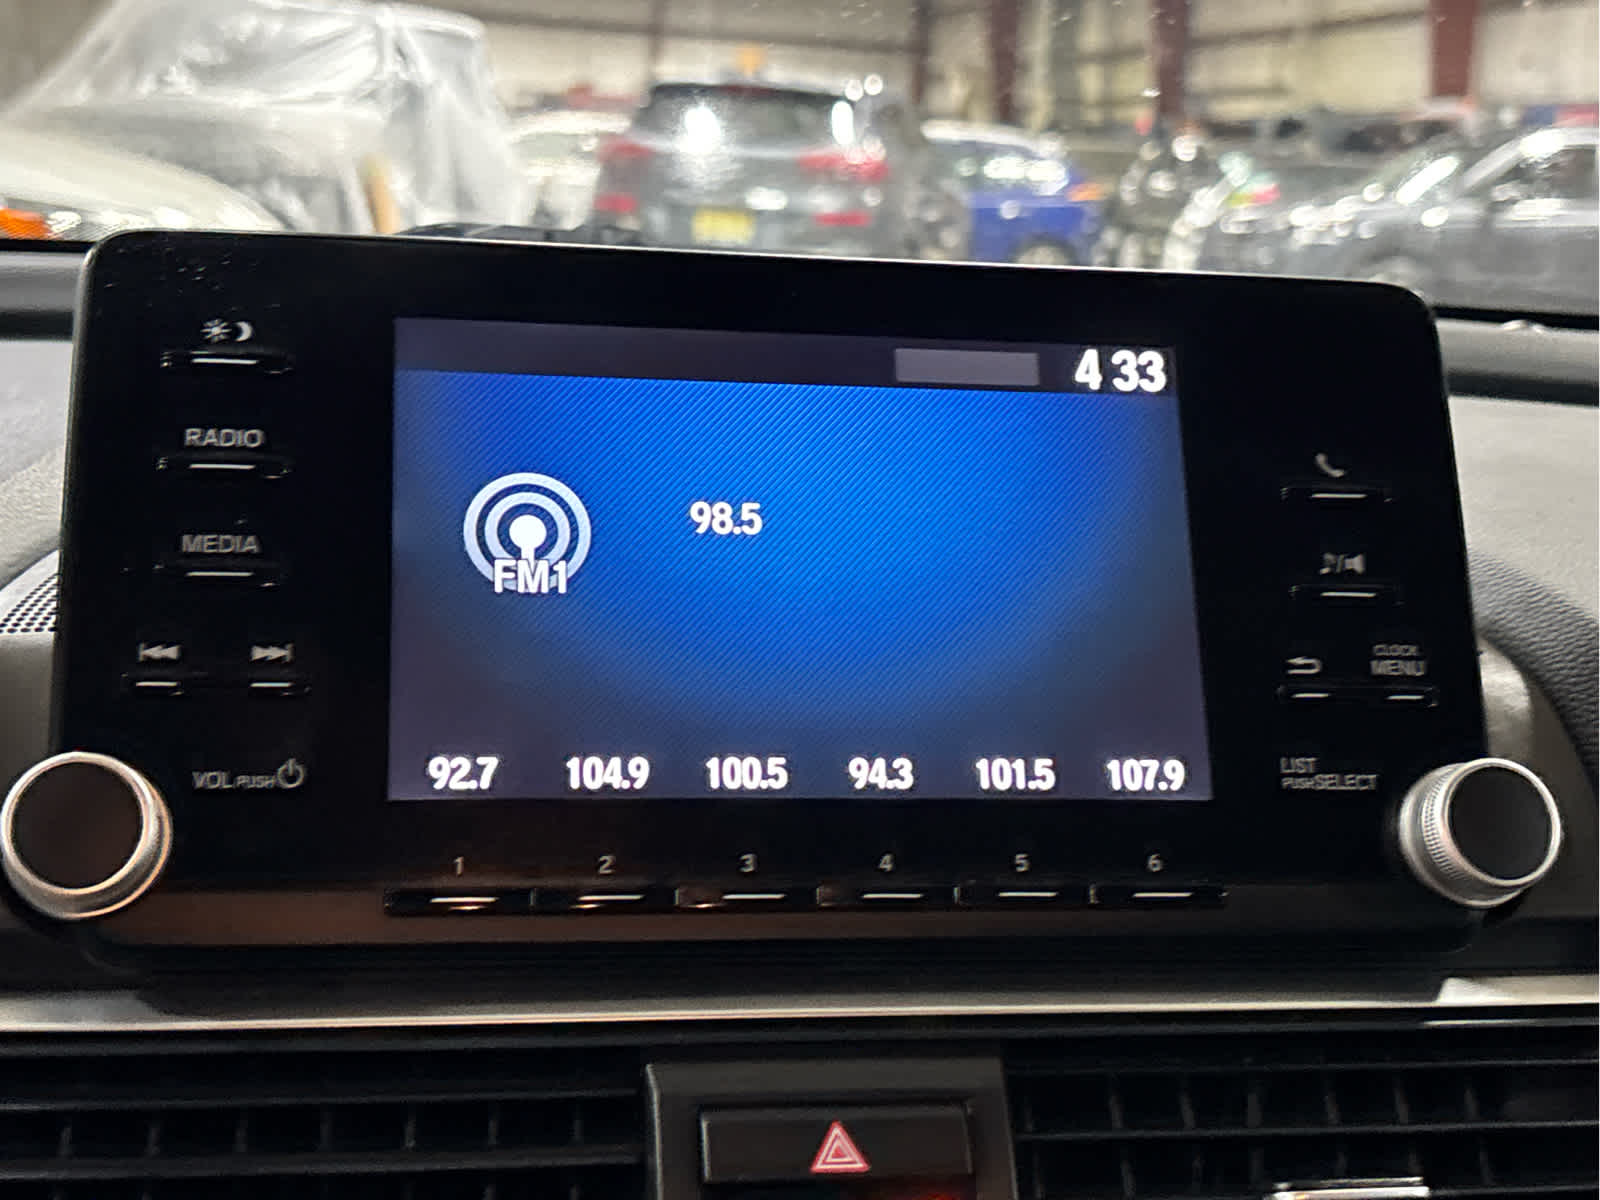 4 33
RADIO
98.5
MEDIA
FM1
CLOCK
MENU
VOL PUSH
LIST
PUSH SELECT
92.7 104.9 100.5 94.3 101.5 107.9
1 2 3 4 5 6